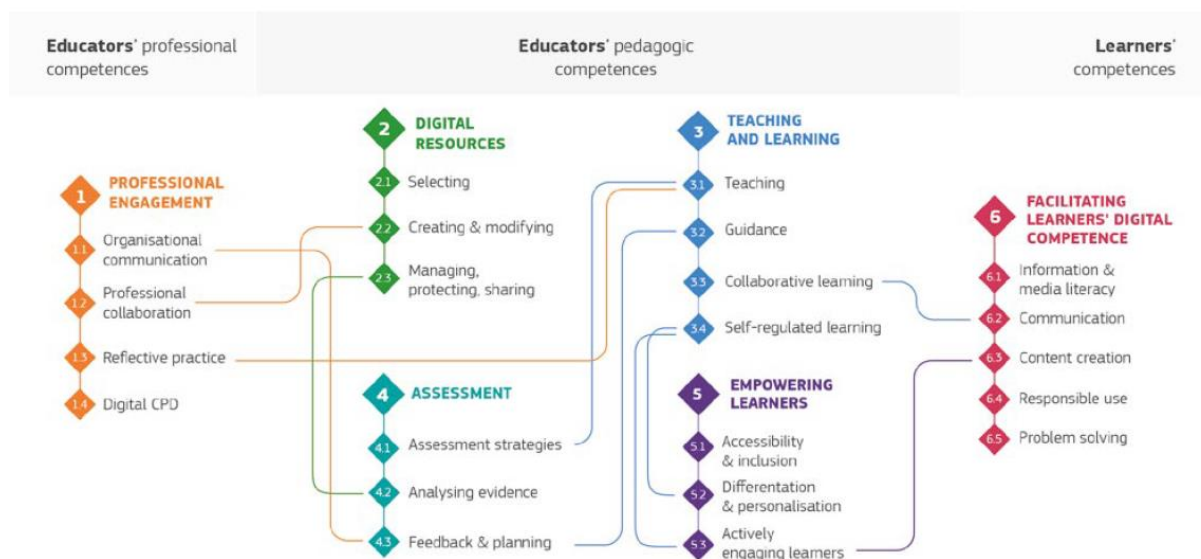 Educators' professional
competences
Educators' pedagogic
competences
Learners'
competences
1
PROFESSIONAL
ENGAGEMENT
1.1
Organisational
communication
1.2
Professional
collaboration
1.3
Reflective practice
1.4
Digital CPD
2
DIGITAL
RESOURCES
2.1
Selecting
2.2
Creating & modifying
2.3
Managing,
protecting, sharing
3
TEACHING
AND LEARNING
3.1
Teaching
3.2
Guidance
3.3
Collaborative learning
3.4
Self-regulated learning
4
ASSESSMENT
4.1
Assessment strategies
4.2
Analysing evidence
4.3
Feedback & planning
5
EMPOWERING
LEARNERS
5.1
Accessibility
& inclusion
5.2
Differentation
& personalisation
5.3
Actively
engaging learners
6
FACILITATING
LEARNERS' DIGITAL
COMPETENCE
6.1
Information &
media literacy
6.2
Communication
6.3
Content creation
6.4
Responsible use
6.5
Problem solving